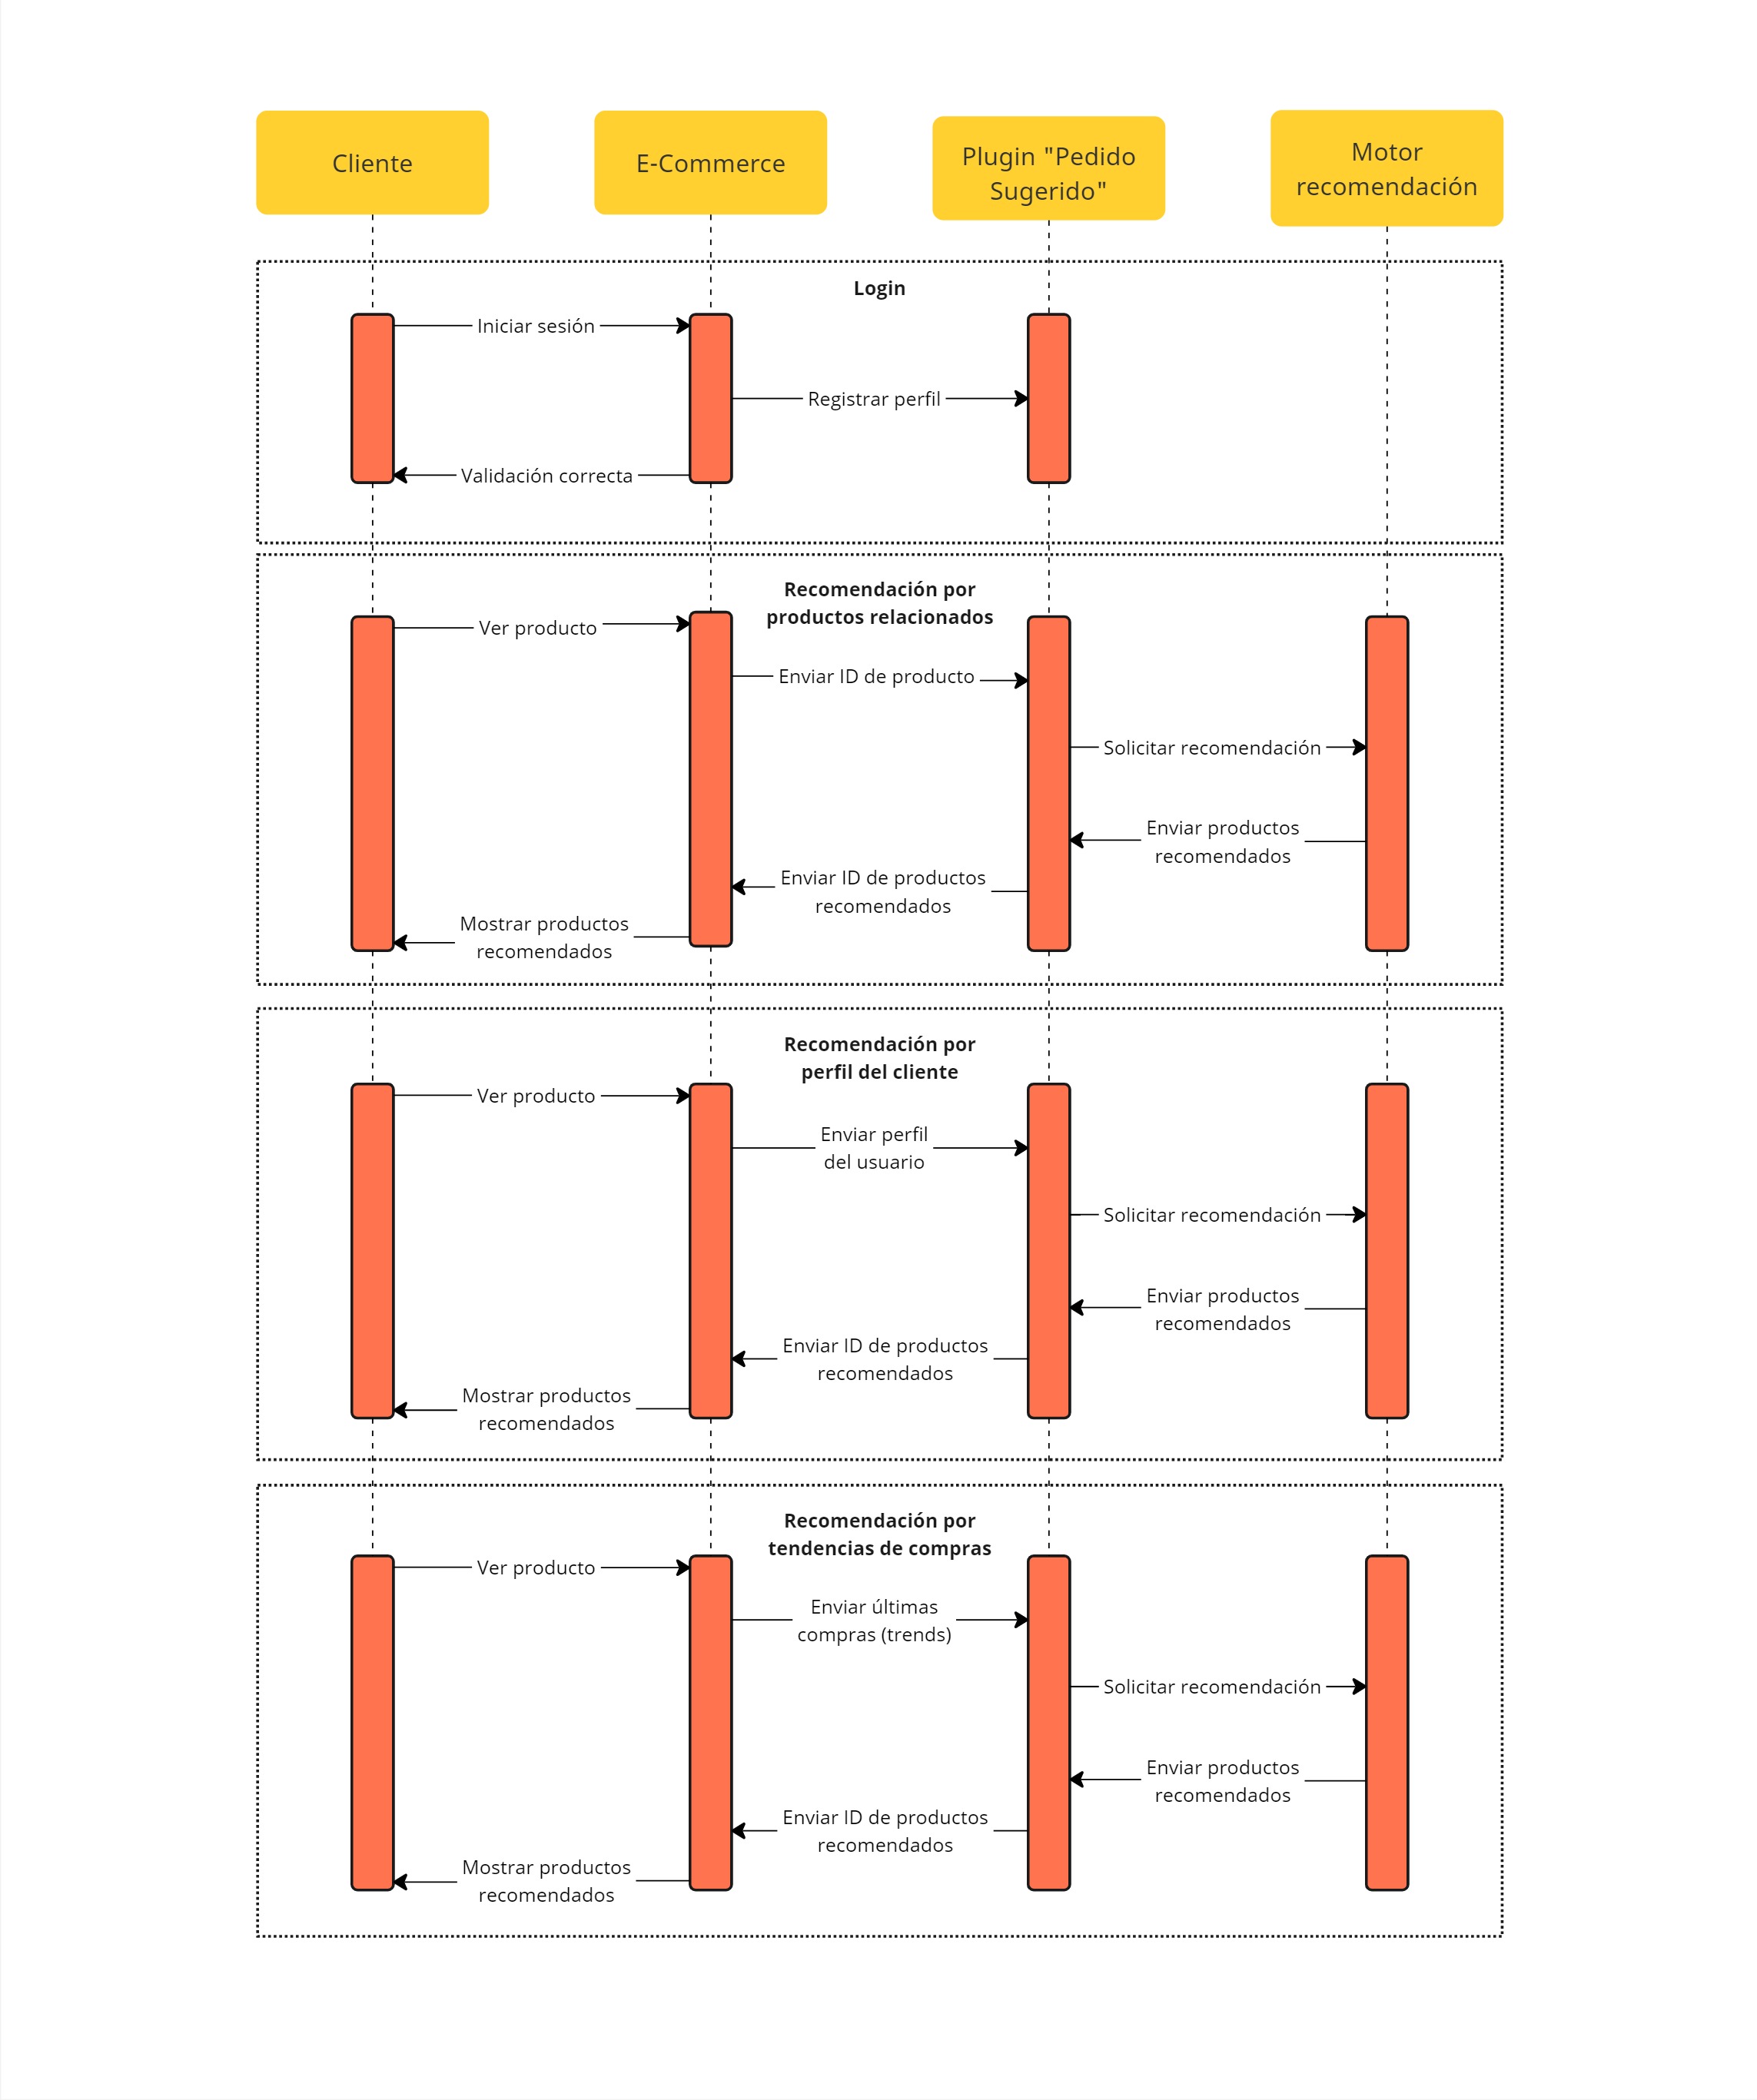 Cliente
E-Commerce
Plugin "Pedido
Sugerido"
Motor
recomendación
Login
Iniciar sesión
Registrar perfil
Validación correcta
Recomendación por
productos relacionados
Ver producto
Enviar ID de producto
Solicitar recomendación
Enviar productos
recomendados
Enviar ID de productos
recomendados
Mostrar productos
recomendados
Recomendación por
perfil del cliente
Ver producto
Enviar perfil
del usuario
Solicitar recomendación
Enviar productos
recomendados
Enviar ID de productos
recomendados
Mostrar productos
recomendados
Recomendación por
tendencias de compras
Ver producto
Enviar últimas
compras (trends)
Solicitar recomendación
Enviar productos
recomendados
Enviar ID de productos
recomendados
Mostrar productos
recomendados